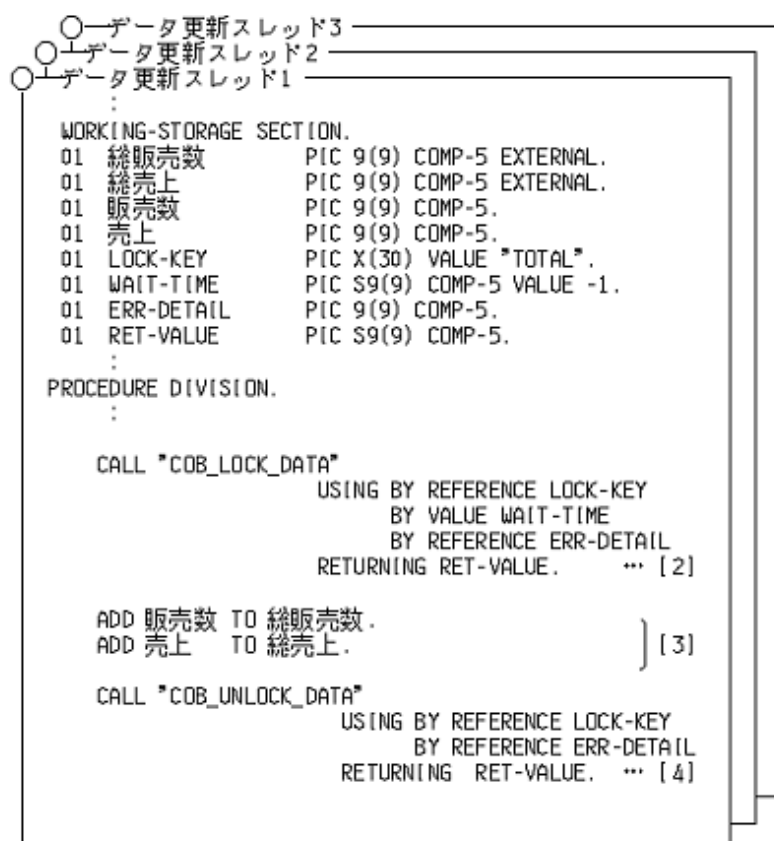 データ更新スレッド3
データ更新スレッド2
データ更新スレッド1
:
WORKING-STORAGE SECTION.
01 総販売数 PIC 9(9) COMP-5 EXTERNAL.
01 総売上 PIC 9(9) COMP-5 EXTERNAL.
01 販売数 PIC 9(9) COMP-5.
01 売上 PIC 9(9) COMP-5.
01 LOCK-KEY PIC X(30) VALUE "TOTAL".
01 WAIT-TIME PIC S9(9) COMP-5 VALUE -1.
01 ERR-DETAIL PIC 9(9) COMP-5.
01 RET-VALUE PIC S9(9) COMP-5.
:
PROCEDURE DIVISION.
:
CALL "COB_LOCK_DATA"
USING BY REFERENCE LOCK-KEY
BY VALUE WAIT-TIME
BY REFERENCE ERR-DETAIL
RETURNING RET-VALUE. … [2]
ADD 販売数 TO 総販売数.
ADD 売上 TO 総売上. [3]
CALL "COB_UNLOCK_DATA"
USING BY REFERENCE LOCK-KEY
BY REFERENCE ERR-DETAIL
RETURNING RET-VALUE. … [4]